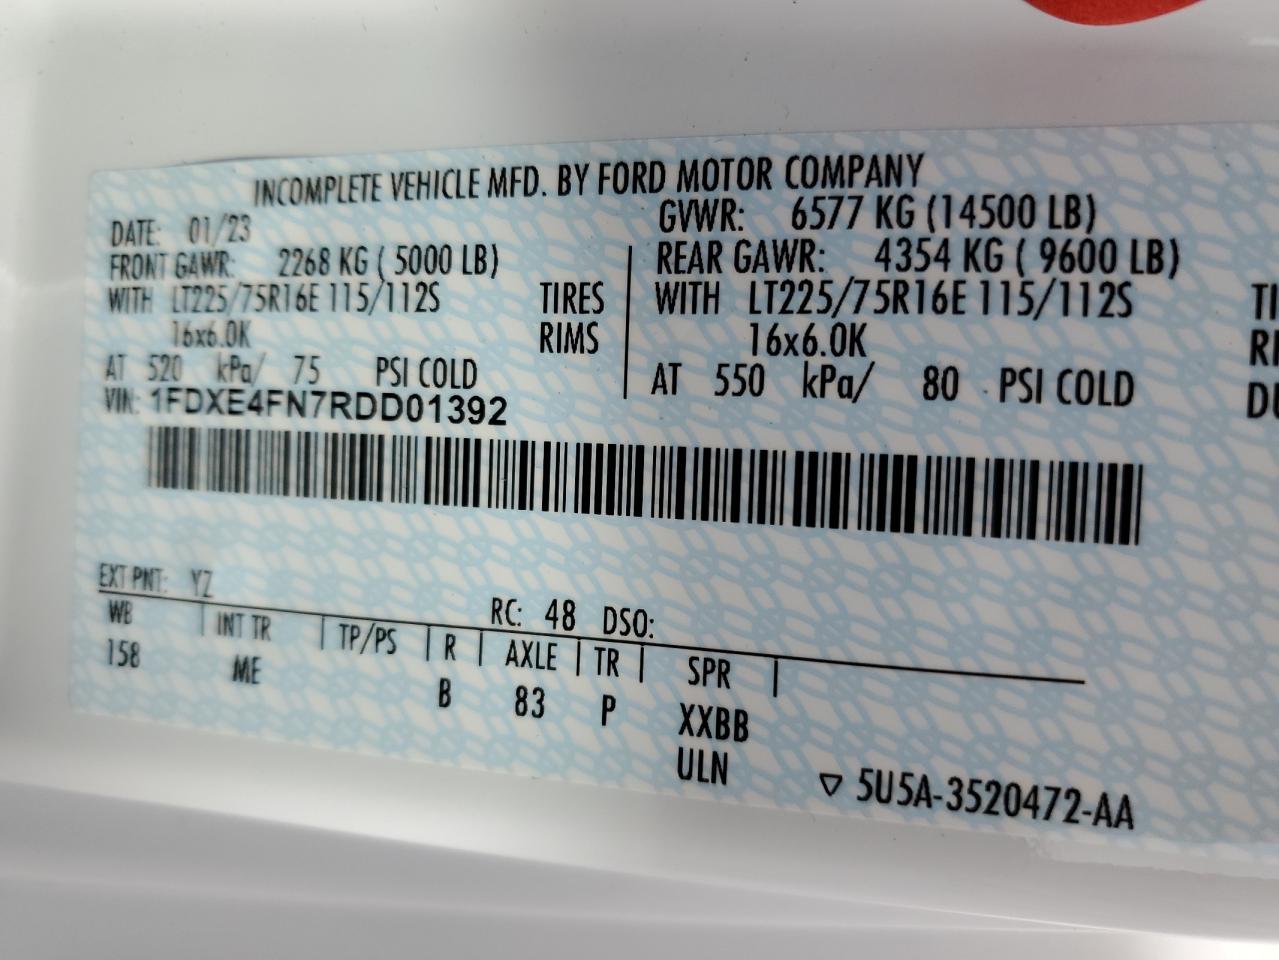 INCOMPLETE VEHICLE MFD. BY FORD MOTOR COMPANY
DATE: 01/23 GVWR: 6577 KG (14500 LB)
FRONT GAWR: 2268 KG ( 5000 LB) REAR GAWR: 4354 KG ( 9600 LB)
WITH LT225/75R16E 115/112S TIRES WITH LT225/75R16E 115/112S TI
16x6.0K RIMS 16x6.0K RI
AT 520 kPa/ 75 PSI COLD AT 550 kPa/ 80 PSI COLD DU
VIN: 1FDXE4FN7RDD01392
EXT PNT: YZ RC: 48 DSO:
WB | INT TR | TP/PS | R | AXLE | TR | SPR |
158 ME B 83 P XXBB
ULN
▽ 5U5A-3520472-AA